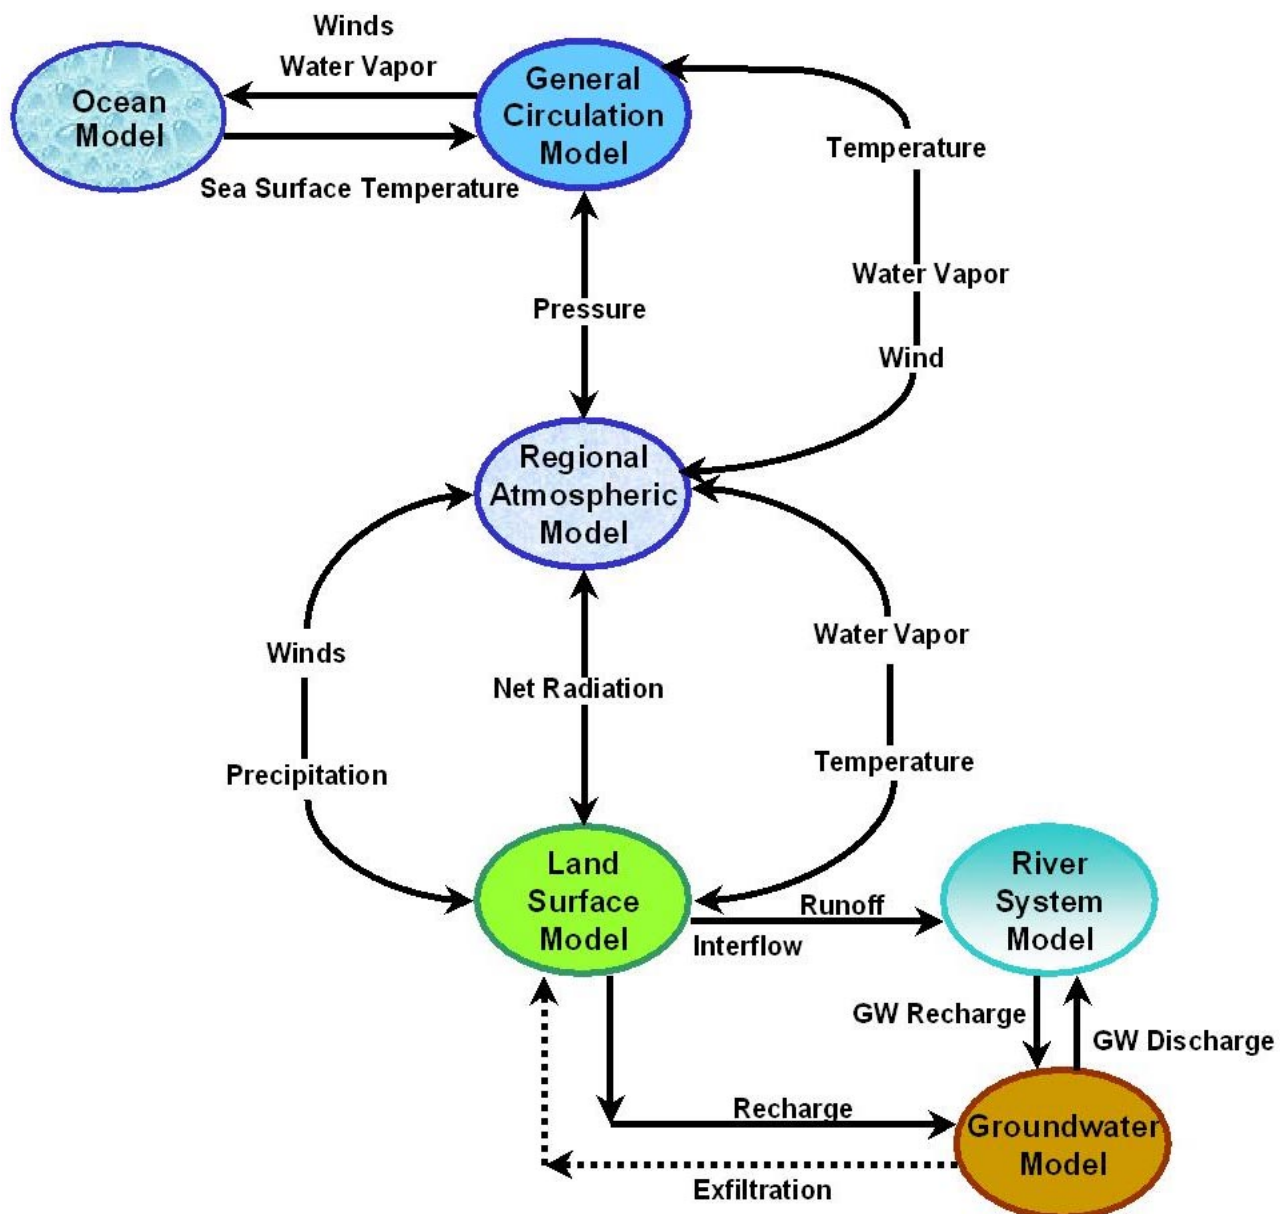 Winds
Water Vapor
Ocean
Model
General
Circulation
Model
Sea Surface Temperature
Temperature
Water Vapor
Pressure
Wind
Regional
Atmospheric
Model
Winds
Water Vapor
Net Radiation
Precipitation
Temperature
Land
Surface
Model
Runoff
Interflow
River
System
Model
GW Recharge
GW Discharge
Recharge
Groundwater
Model
Exfiltration